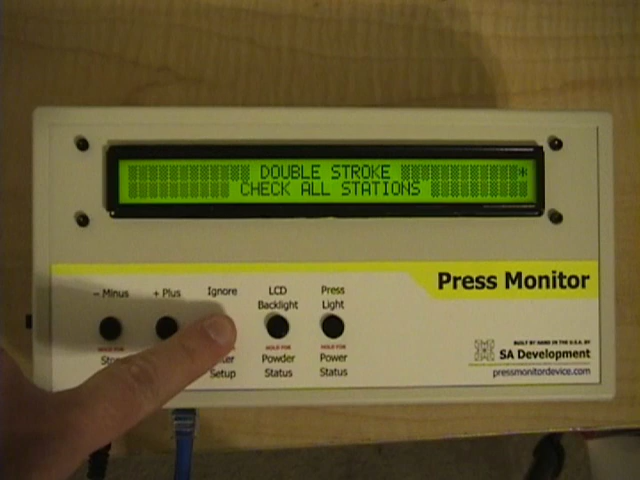 DOUBLE STROKE *
CHECK ALL STATIONS
Press Monitor
- Minus
+ Plus
Ignore
LCD
Backlight
Press
Light
HOLD FOR
HOLD FOR
HOLD FOR
Setup
Powder
Status
Power
Status
BUILT BY HAND IN THE U.S.A. BY
SA Development
pressmonitordevice.com